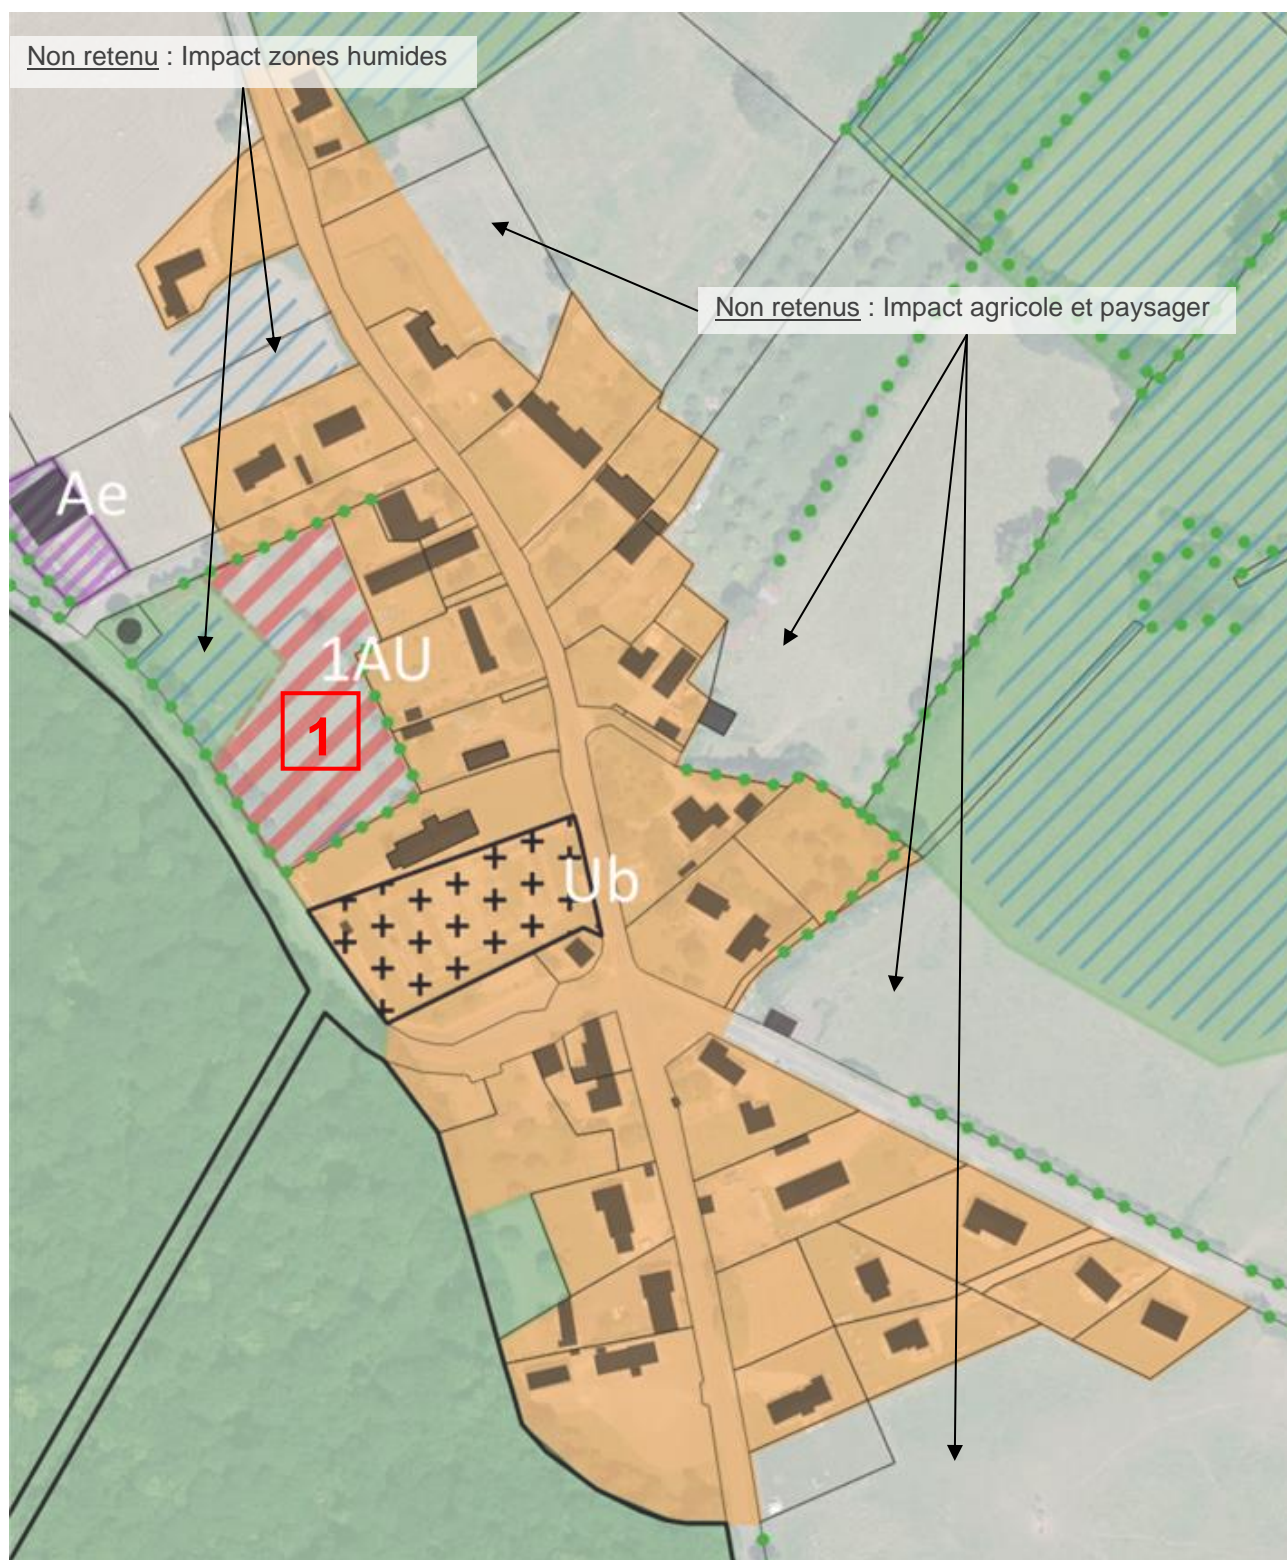 Non retenu : Impact zones humides
Non retenus : Impact agricole et paysager
Ae
1AU
1
Ub